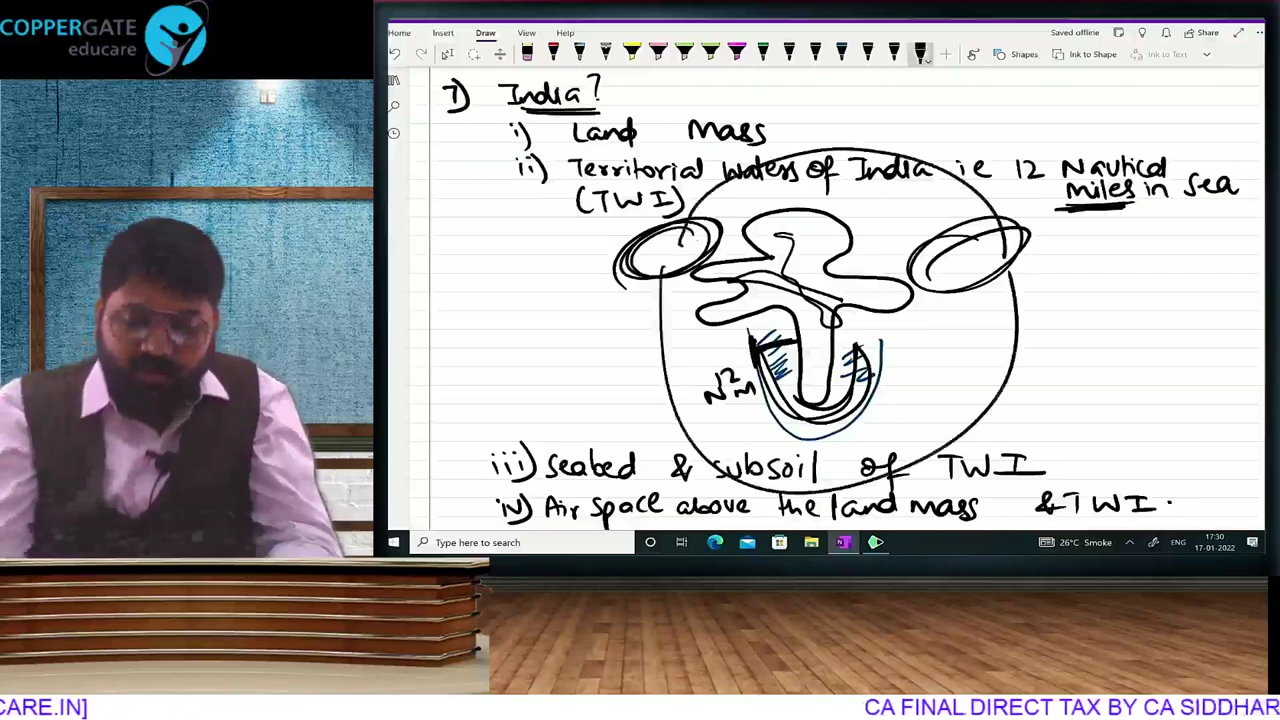 COPPERGATE
educare
Home Insert Draw View Help
Saved offline
Share
Shapes
Ink to Shape
Ink to Text
I) India?
i) Land Mass
ii) Territorial waters of India ie 12 Nautical
miles in sea
(TWI)
12
NM
iii) Seabed & subsoil of TWI
iv) Air space above the land mass & TWI.
Type here to search
26°C Smoke
ENG
17:30
17-01-2022
CARE.IN]
CA FINAL DIRECT TAX BY CA SIDDHAR